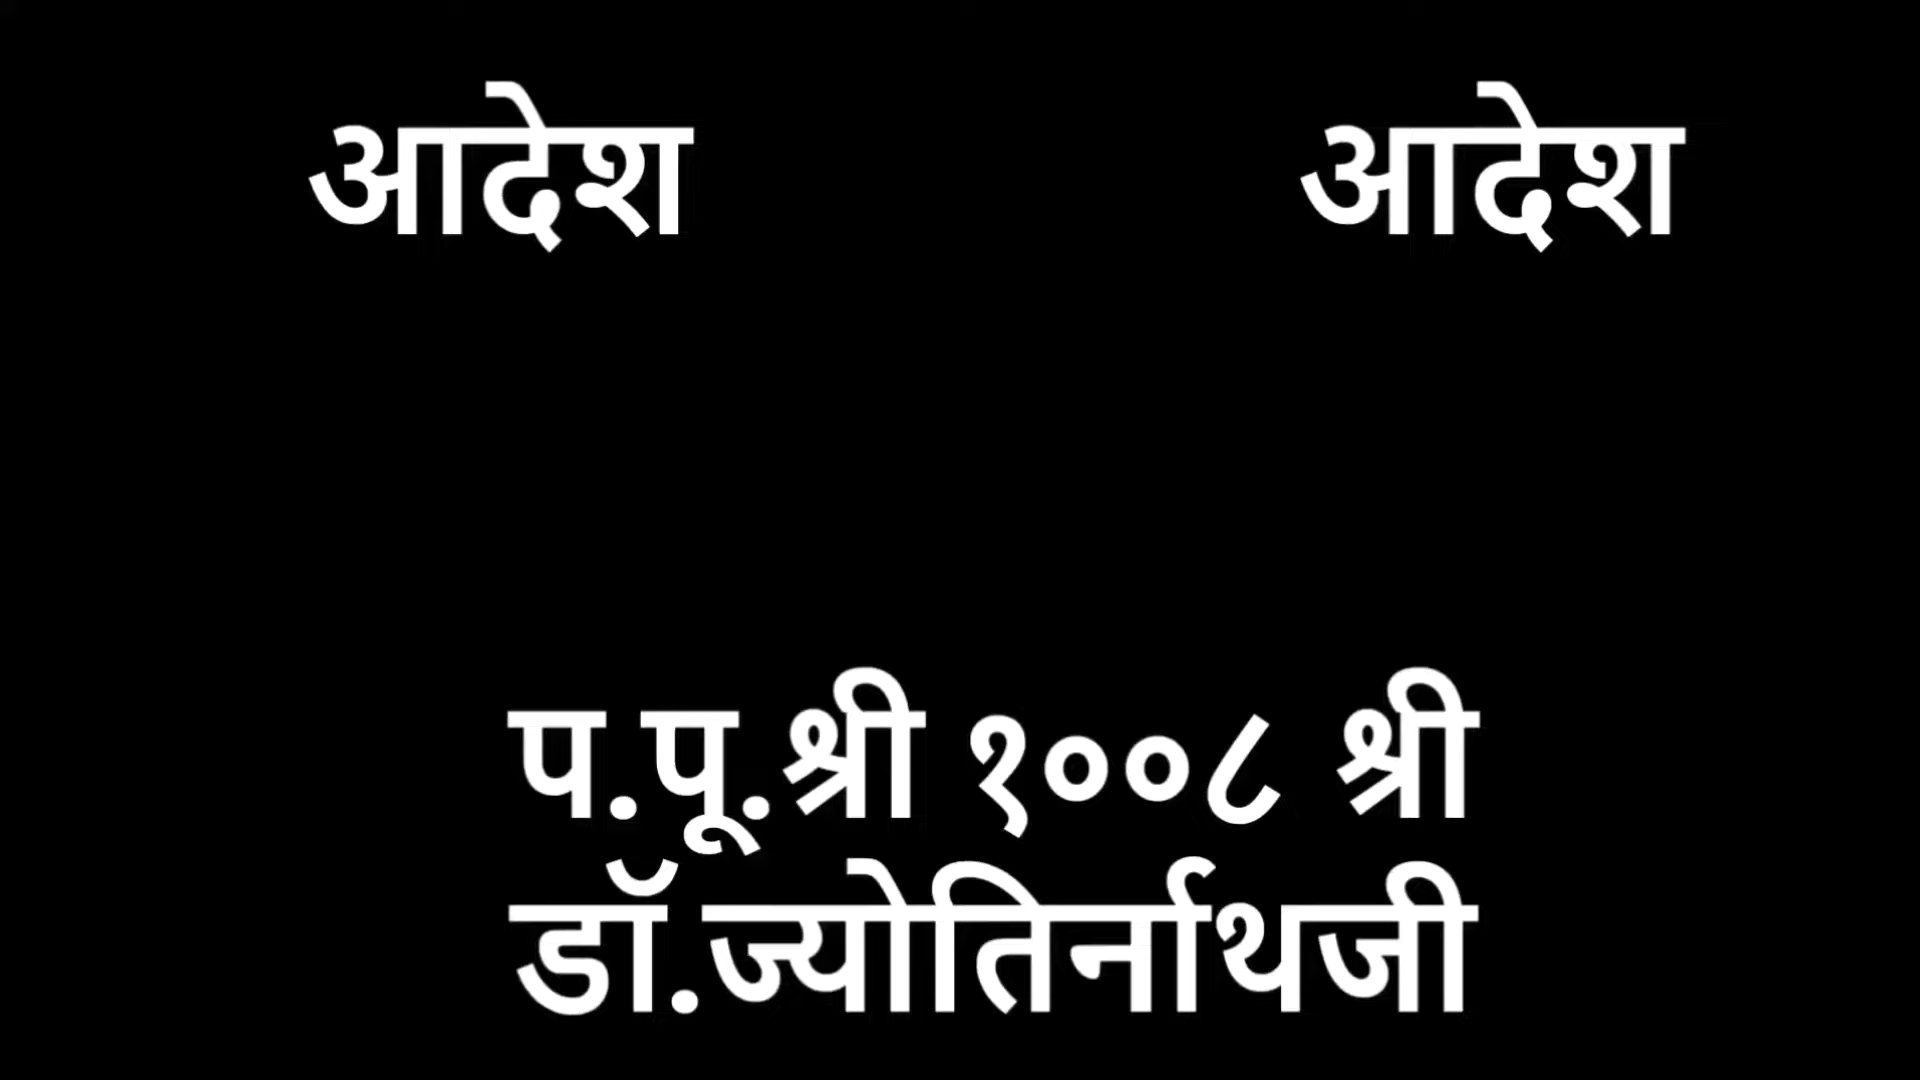 आदेश आदेश
प.पू.श्री १००८ श्री
डॉ.ज्योतिर्नाथजी